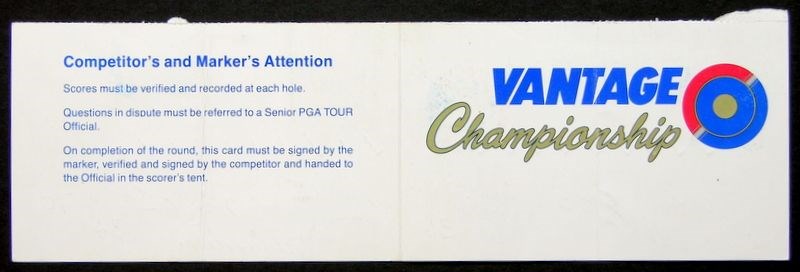 Competitor's and Marker's Attention
Scores must be verified and recorded at each hole.
Questions in dispute must be referred to a Senior PGA TOUR
Official.
On completion of the round, this card must be signed by the
marker, verified and signed by the competitor and handed to
the Official in the scorer's tent.
VANTAGE
Championship